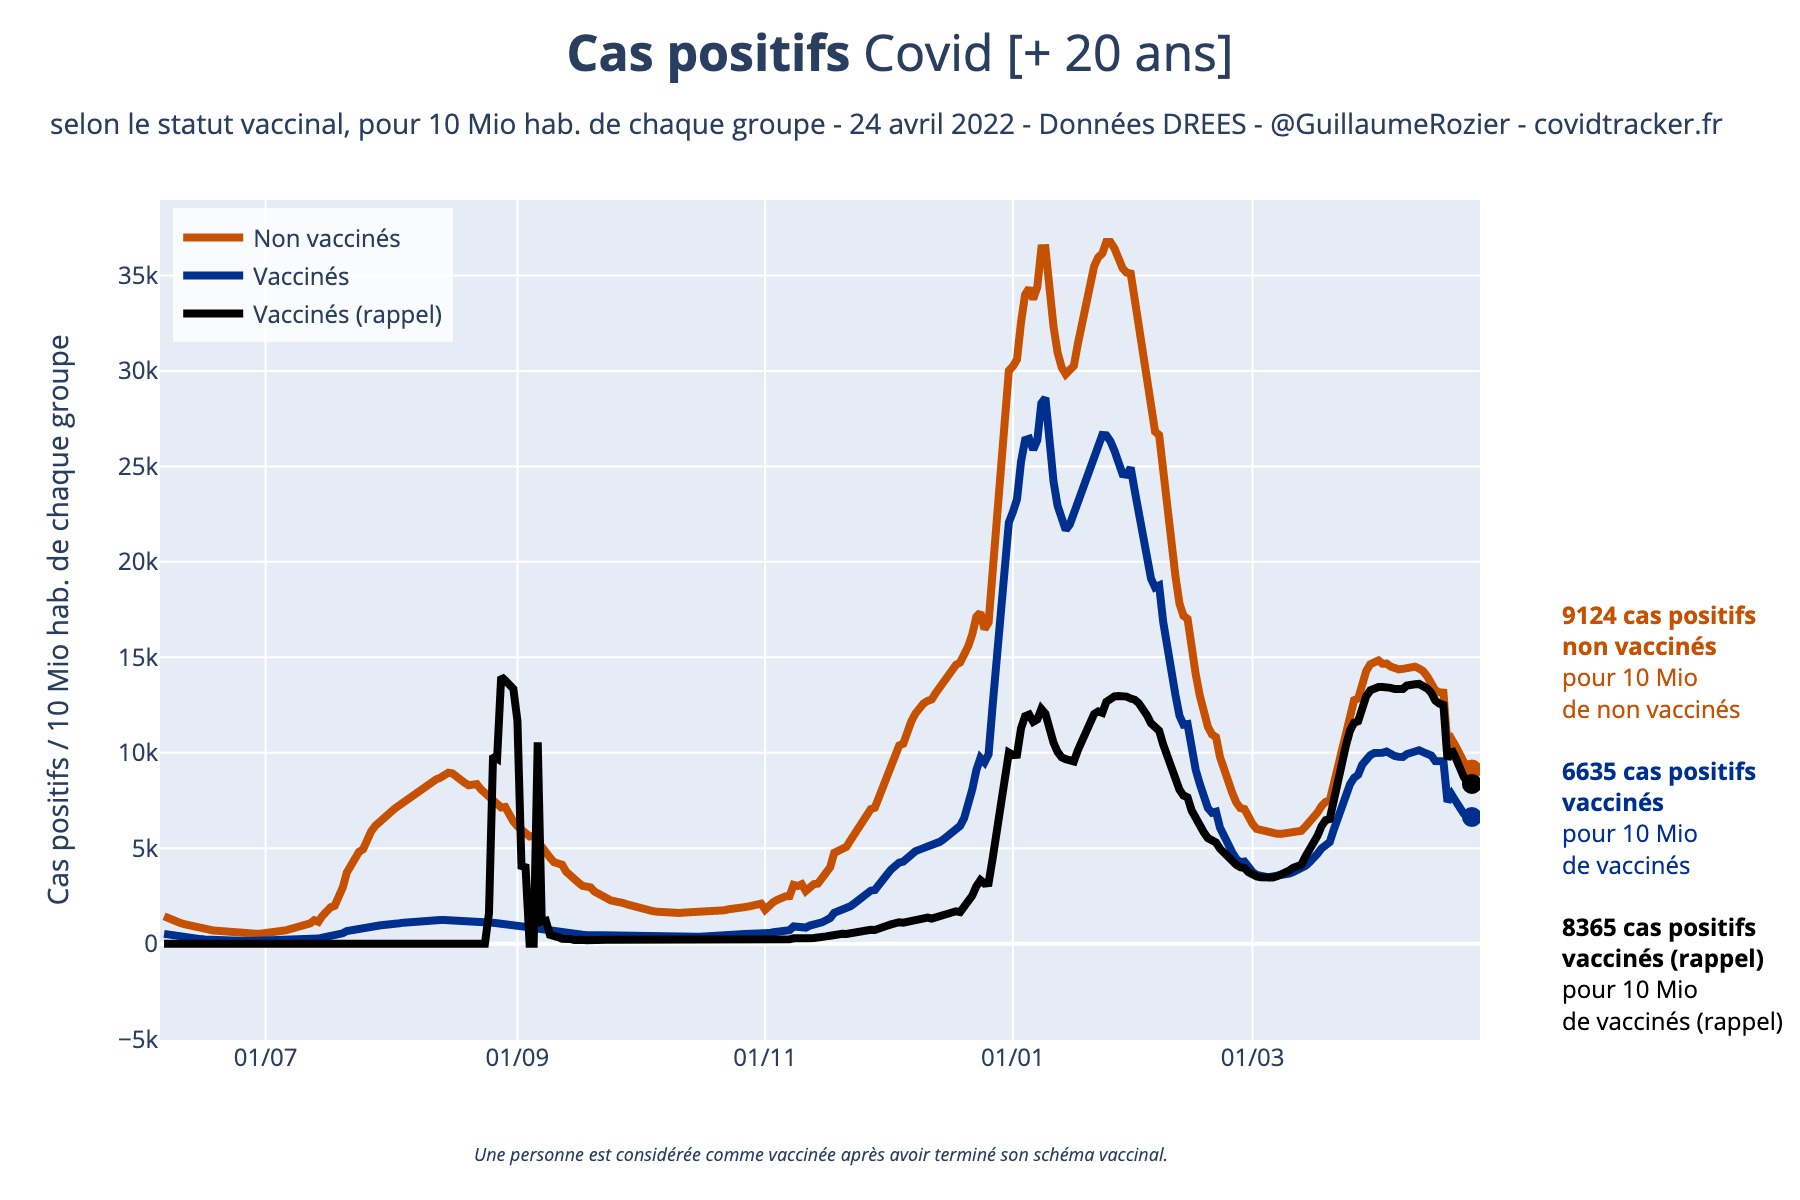 Cas positifs Covid [+ 20 ans]
selon le statut vaccinal, pour 10 Mio hab. de chaque groupe - 24 avril 2022 - Données DREES - @GuillaumeRozier - covidtracker.fr
Non vaccinés
Vaccinés
Vaccinés (rappel)
Cas positifs / 10 Mio hab. de chaque groupe
35k
30k
25k
20k
15k
10k
5k
0
−5k
01/07
01/09
01/11
01/01
01/03
9124 cas positifs
non vaccinés
pour 10 Mio
de non vaccinés
6635 cas positifs
vaccinés
pour 10 Mio
de vaccinés
8365 cas positifs
vaccinés (rappel)
pour 10 Mio
de vaccinés (rappel)
Une personne est considérée comme vaccinée après avoir terminé son schéma vaccinal.